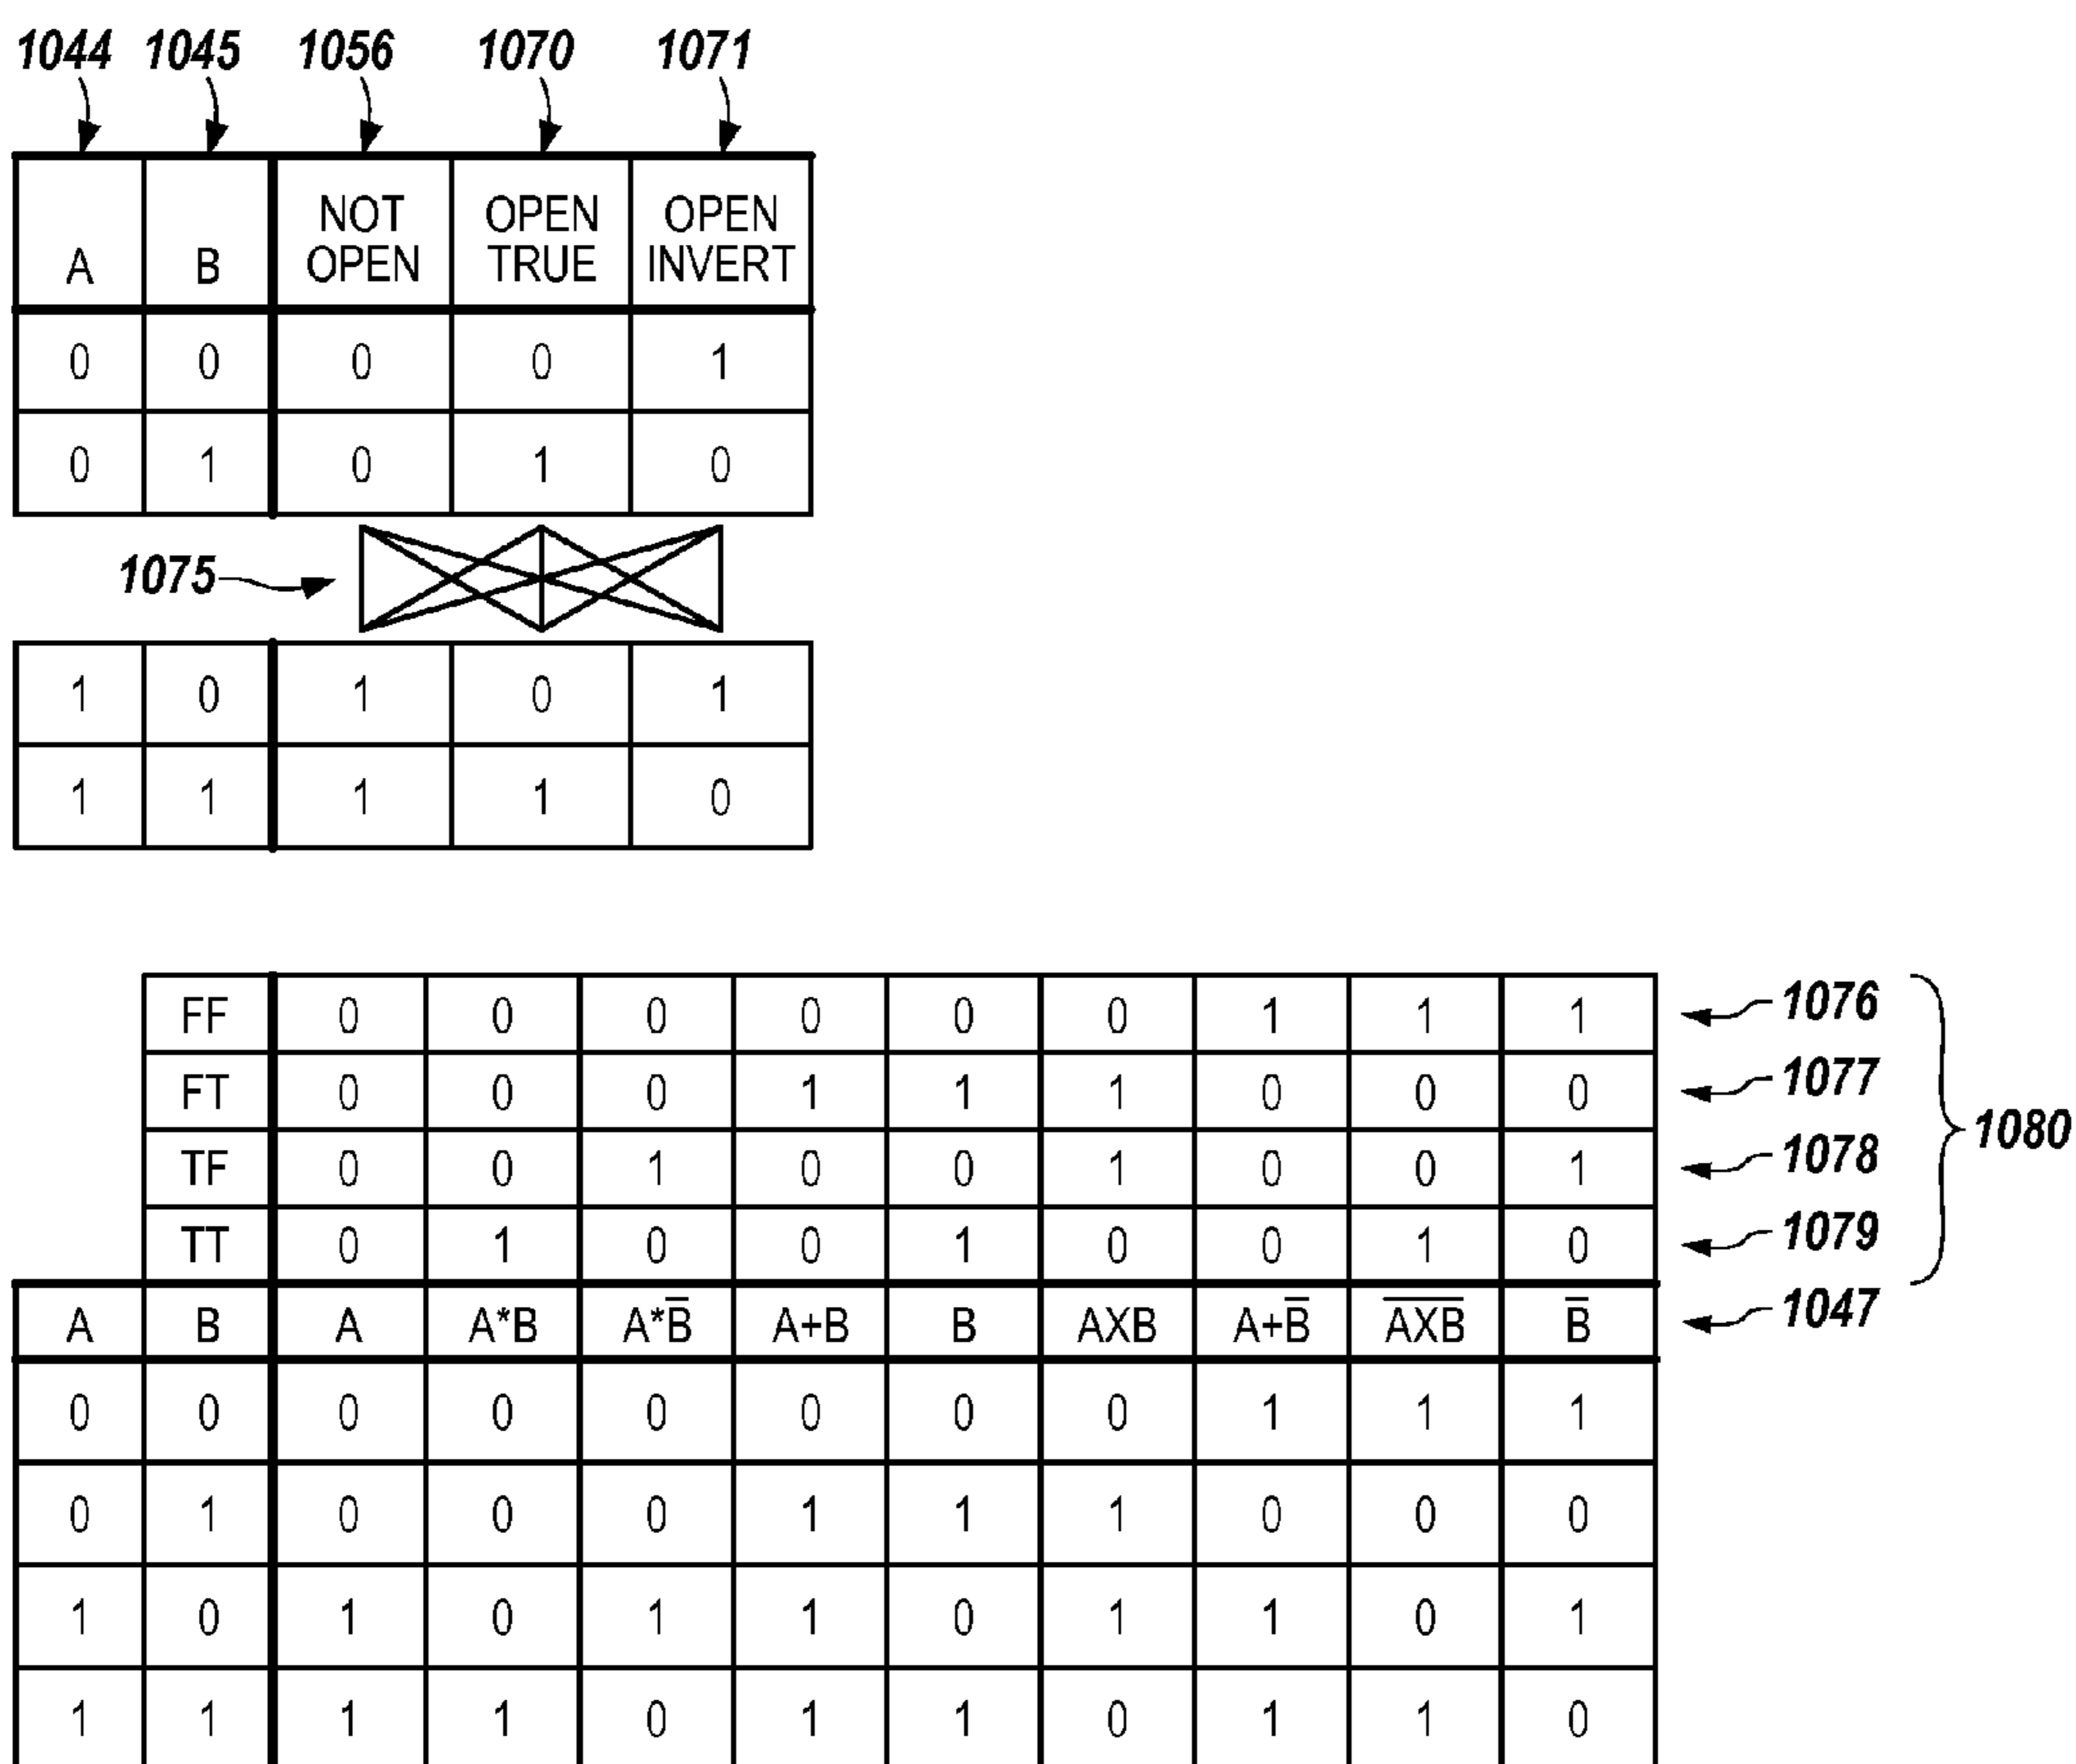 1044 1045 1056 1070 1071
A B NOT OPEN OPEN TRUE OPEN INVERT
0 0 0 0 1
0 1 0 1 0
1075
1 0 1 0 1
1 1 1 1 0
FF 0 0 0 0 0 0 1 1 1 1076
FT 0 0 0 1 1 1 0 0 0 1077
1080
TF 0 0 1 0 0 1 0 0 1 1078
TT 0 1 0 0 1 0 0 1 0 1079
A B A A*B A*B̅ A+B B AXB A+B̅ A̅X̅B̅ B̅ 1047
0 0 0 0 0 0 0 0 1 1 1
0 1 0 0 0 1 1 1 0 0 0
1 0 1 0 1 1 0 1 1 0 1
1 1 1 1 0 1 1 0 1 1 0